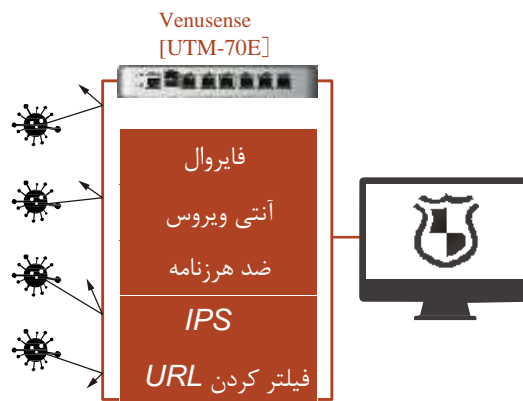 Venusense
[UTM-70E]
فایروال
آنتی ویروس
ضد هرزنامه
IPS
فیلتر کردن URL